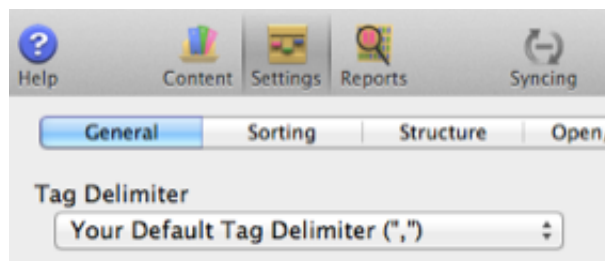 Help Content Settings Reports Syncing
General Sorting Structure Open,
Tag Delimiter
Your Default Tag Delimiter (",")